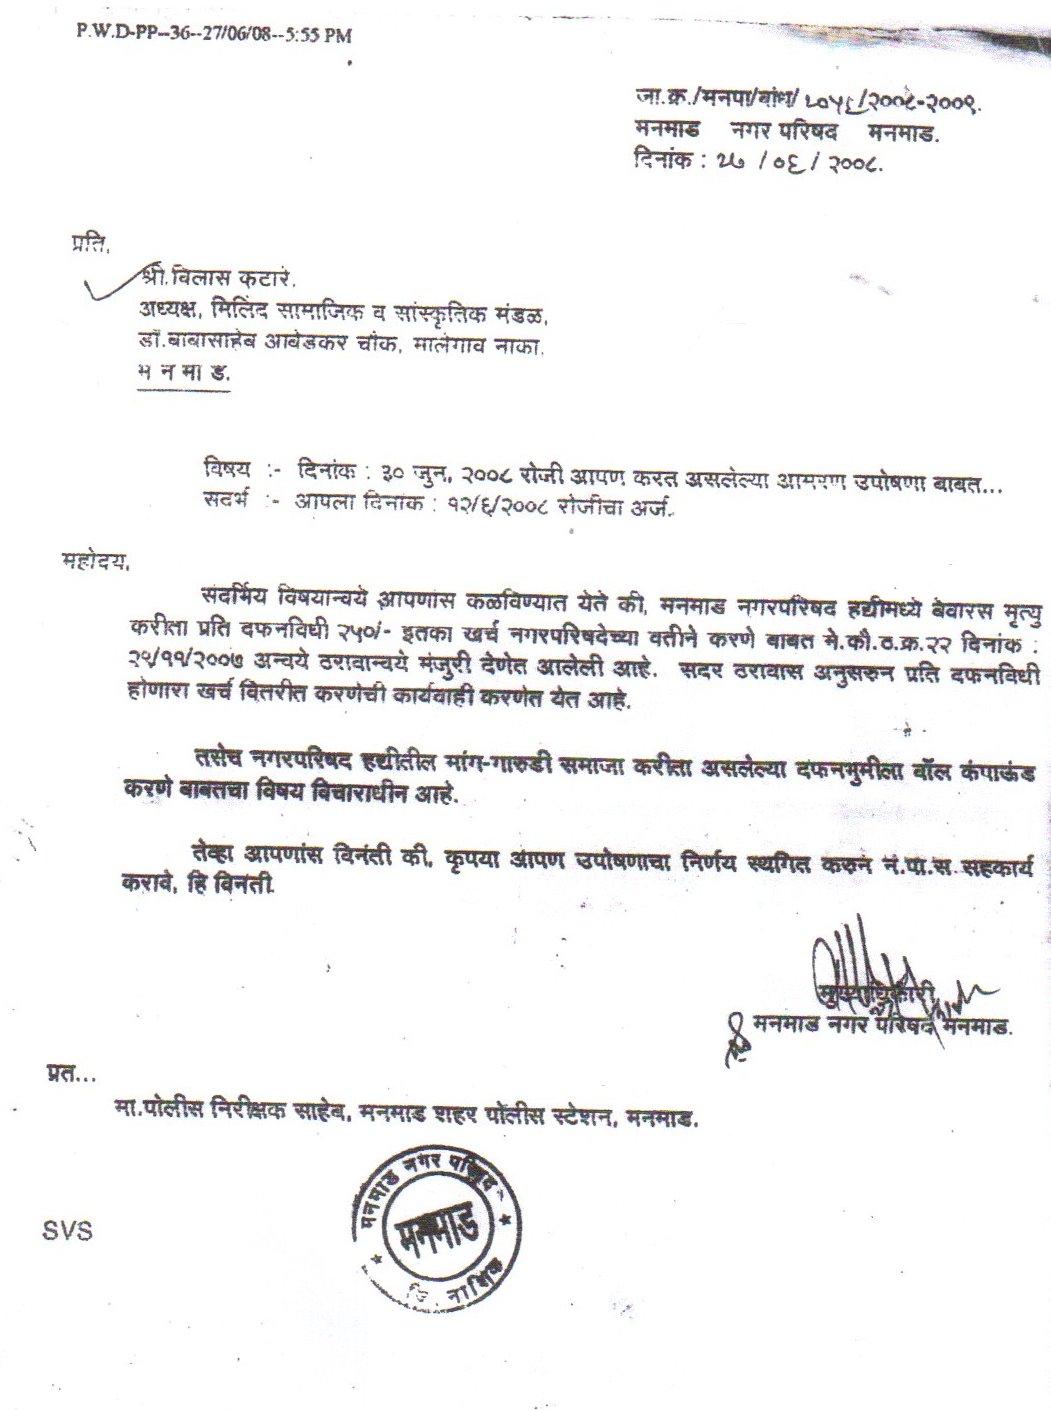 P.W.D-PP--36--27/06/08--5:55 PM
जा.क्र./मनपा/बांध/२०५६/२००८-२००९.
मनमाड नगर परिषद मनमाड.
दिनांक : २७ / ०६ / २००८.
प्रति,
श्री.विलास कटारे,
अध्यक्ष, मिलिंद सामाजिक व सांस्कृतिक मंडळ,
डॉ.बाबासाहेब आबेडकर चौक, मालेगाव नाका,
म न मा ड.
विषय :- दिनांक : ३० जुन, २००८ रोजी आपण करत असलेल्या आमरण उपोषणा बाबत...
सदर्भ :- आपला दिनांक : १२/६/२००८ रोजीचा अर्ज.
महोदय,
संदर्भिय विषयान्वये आपणांस कळविण्यात येते की, मनमाड नगरपरिषद हद्यीमध्ये बेवारस मृत्यु
करीता प्रति दफनविधी २५०/- इतका खर्च नगरपरिषदेच्या वतीने करणे बाबत मे.कौ.ठ.क्र.२२ दिनांक :
२९/११/२००७ अन्वये ठरावान्वये मंजुरी देणेत आलेली आहे. सदर ठरावास अनुसरुन प्रति दफनविधी
होणारा खर्च वितरीत करणेची कार्यवाही करणेत येत आहे.
तसेच नगरपरिषद हद्यीतील मांग-गारुडी समाजा करीता असलेल्या दफनभुमीला वॉल कंपाऊंड
करणे बाबतचा विषय विचाराधीन आहे.
तेव्हा आपणांस विनंती की, कृपया आपण उपोषणाचा निर्णय स्थगित करुन नं.पा.स सहकार्य
करावे, हि विनंती.
मुख्याधिकारी
मनमाड नगर परिषद मनमाड.
प्रत...
मा.पोलीस निरीक्षक साहेब, मनमाड शहर पोलीस स्टेशन, मनमाड.
मनमाड नगर परिषद
मनमाड
जि. नाशिक
SVS